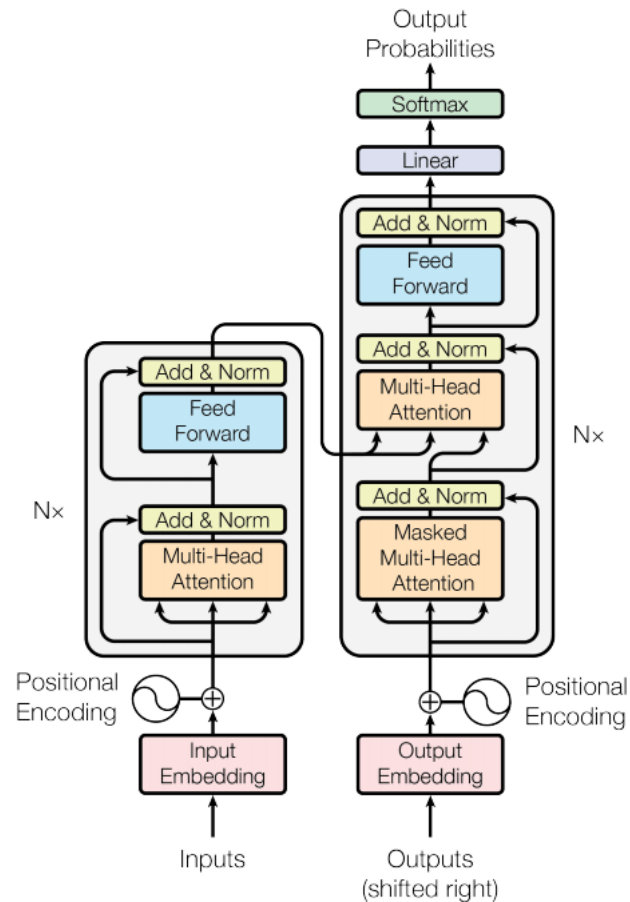 Output
Probabilities
Softmax
Linear
Add & Norm
Feed
Forward
Add & Norm
Multi-Head
Attention
Add & Norm
Masked
Multi-Head
Attention
N×
Add & Norm
Feed
Forward
Add & Norm
Multi-Head
Attention
N×
Positional
Encoding
Positional
Encoding
Input
Embedding
Output
Embedding
Inputs
Outputs
(shifted right)